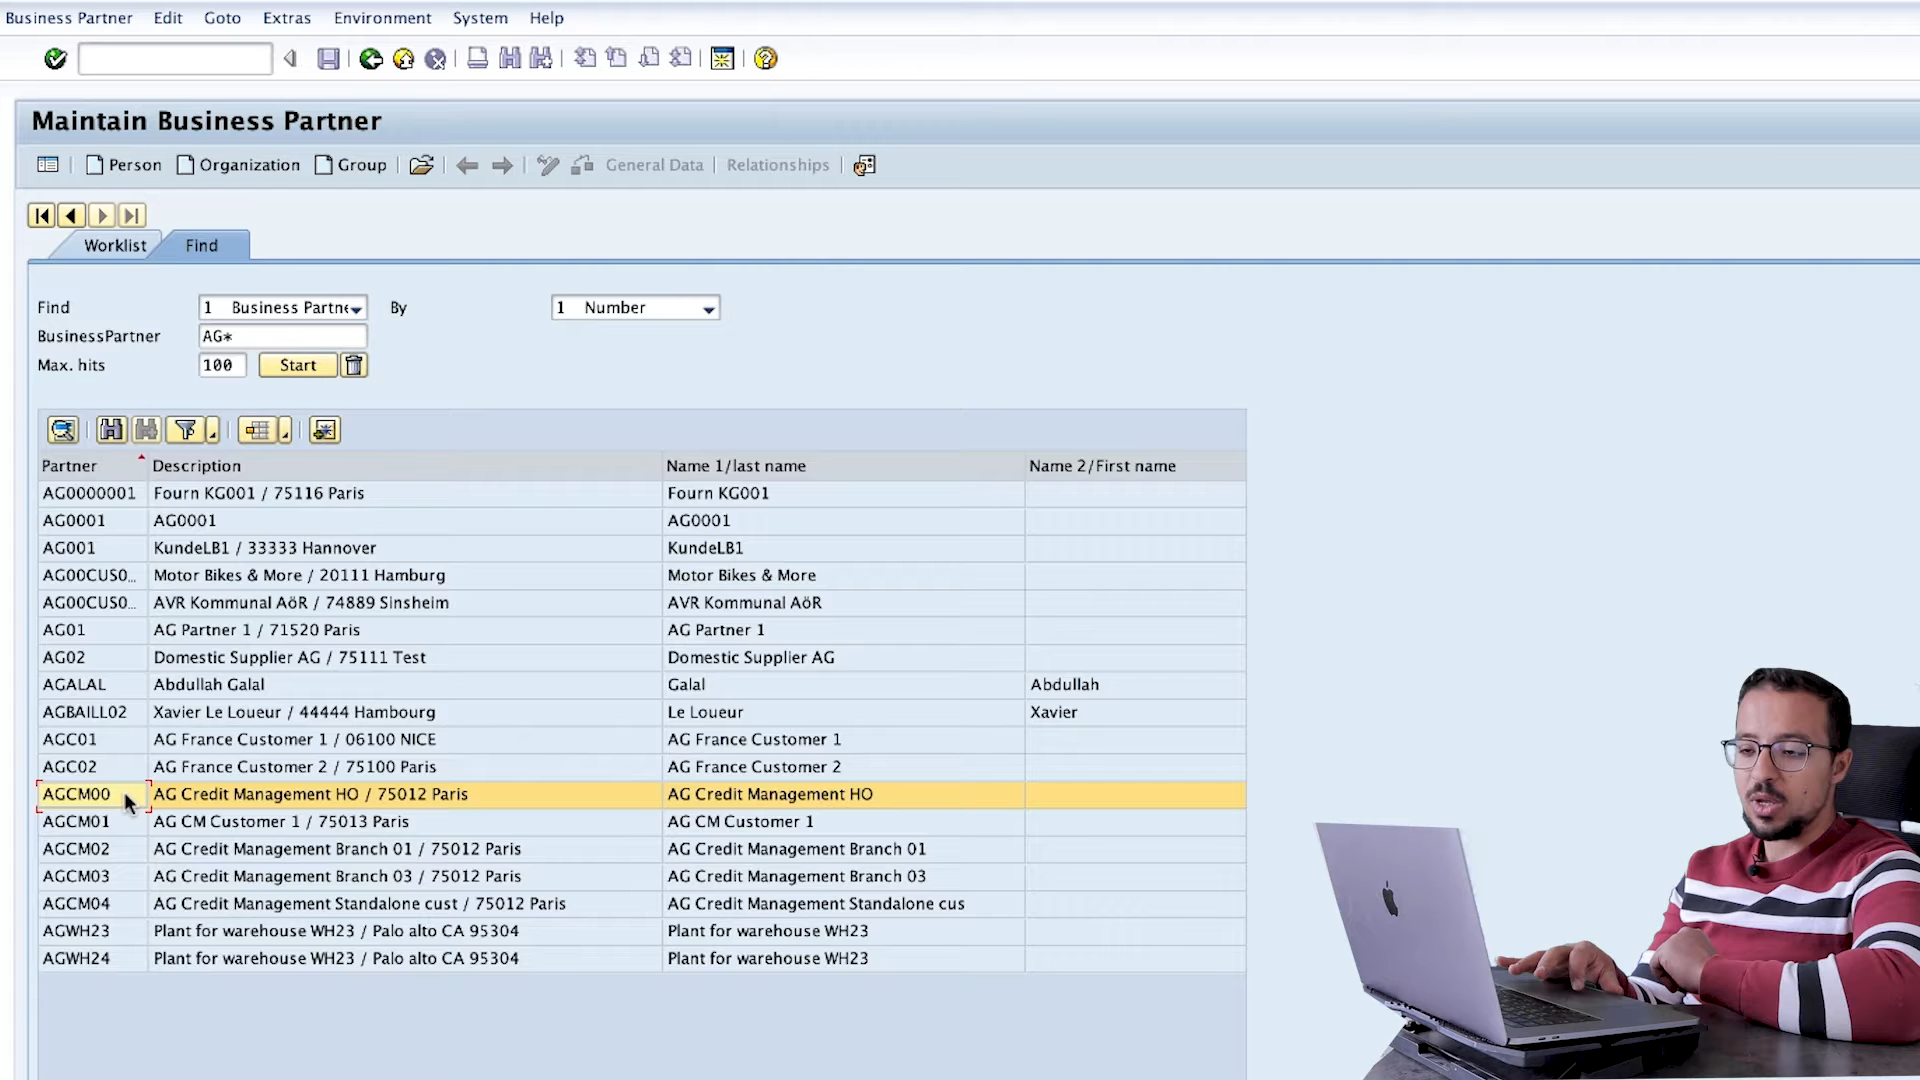 Business Partner Edit Goto Extras Environment System Help
Maintain Business Partner
Person Organization Group General Data Relationships
Worklist Find
Find 1 Business Partne By 1 Number
BusinessPartner AG*
Max. hits 100 Start
Partner Description Name 1/last name Name 2/First name
AG0000001 Fourn KG001 / 75116 Paris Fourn KG001
AG0001 AG0001 AG0001
AG001 KundeLB1 / 33333 Hannover KundeLB1
AG00CUS0... Motor Bikes & More / 20111 Hamburg Motor Bikes & More
AG00CUS0... AVR Kommunal AöR / 74889 Sinsheim AVR Kommunal AöR
AG01 AG Partner 1 / 71520 Paris AG Partner 1
AG02 Domestic Supplier AG / 75111 Test Domestic Supplier AG
AGALAL Abdullah Galal Galal Abdullah
AGBAILL02 Xavier Le Loueur / 44444 Hambourg Le Loueur Xavier
AGC01 AG France Customer 1 / 06100 NICE AG France Customer 1
AGC02 AG France Customer 2 / 75100 Paris AG France Customer 2
AGCM00 AG Credit Management HO / 75012 Paris AG Credit Management HO
AGCM01 AG CM Customer 1 / 75013 Paris AG CM Customer 1
AGCM02 AG Credit Management Branch 01 / 75012 Paris AG Credit Management Branch 01
AGCM03 AG Credit Management Branch 03 / 75012 Paris AG Credit Management Branch 03
AGCM04 AG Credit Management Standalone cust / 75012 Paris AG Credit Management Standalone cus
AGWH23 Plant for warehouse WH23 / Palo alto CA 95304 Plant for warehouse WH23
AGWH24 Plant for warehouse WH23 / Palo alto CA 95304 Plant for warehouse WH23